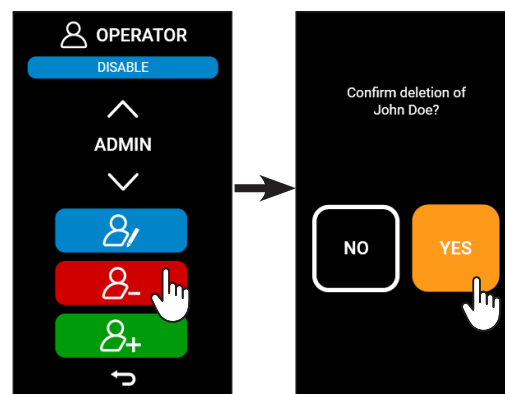 OPERATOR
DISABLE
ADMIN
Confirm deletion of
John Doe?
NO
YES